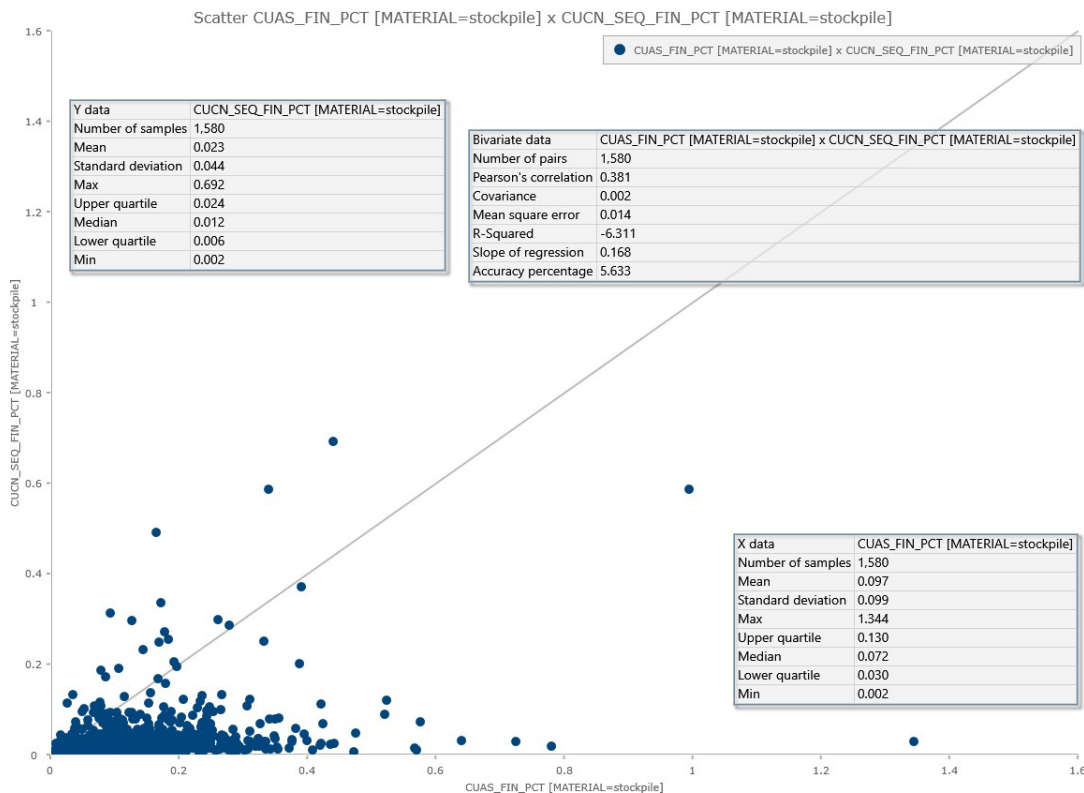 Scatter CUAS_FIN_PCT [MATERIAL=stockpile] x CUCN_SEQ_FIN_PCT [MATERIAL=stockpile]
CUAS_FIN_PCT [MATERIAL=stockpile] x CUCN_SEQ_FIN_PCT [MATERIAL=stockpile]
1.6
1.4
1.2
1
0.8
0.6
0.4
0.2
0
CUCN_SEQ_FIN_PCT [MATERIAL=stockpile]
Y data CUCN_SEQ_FIN_PCT [MATERIAL=stockpile]
Number of samples 1,580
Mean 0.023
Standard deviation 0.044
Max 0.692
Upper quartile 0.024
Median 0.012
Lower quartile 0.006
Min 0.002
Bivariate data CUAS_FIN_PCT [MATERIAL=stockpile] x CUCN_SEQ_FIN_PCT [MATERIAL=stockpile]
Number of pairs 1,580
Pearson's correlation 0.381
Covariance 0.002
Mean square error 0.014
R-Squared -6.311
Slope of regression 0.168
Accuracy percentage 5.633
X data CUAS_FIN_PCT [MATERIAL=stockpile]
Number of samples 1,580
Mean 0.097
Standard deviation 0.099
Max 1.344
Upper quartile 0.130
Median 0.072
Lower quartile 0.030
Min 0.002
0 0.2 0.4 0.6 0.8 1 1.2 1.4 1.6
CUAS_FIN_PCT [MATERIAL=stockpile]